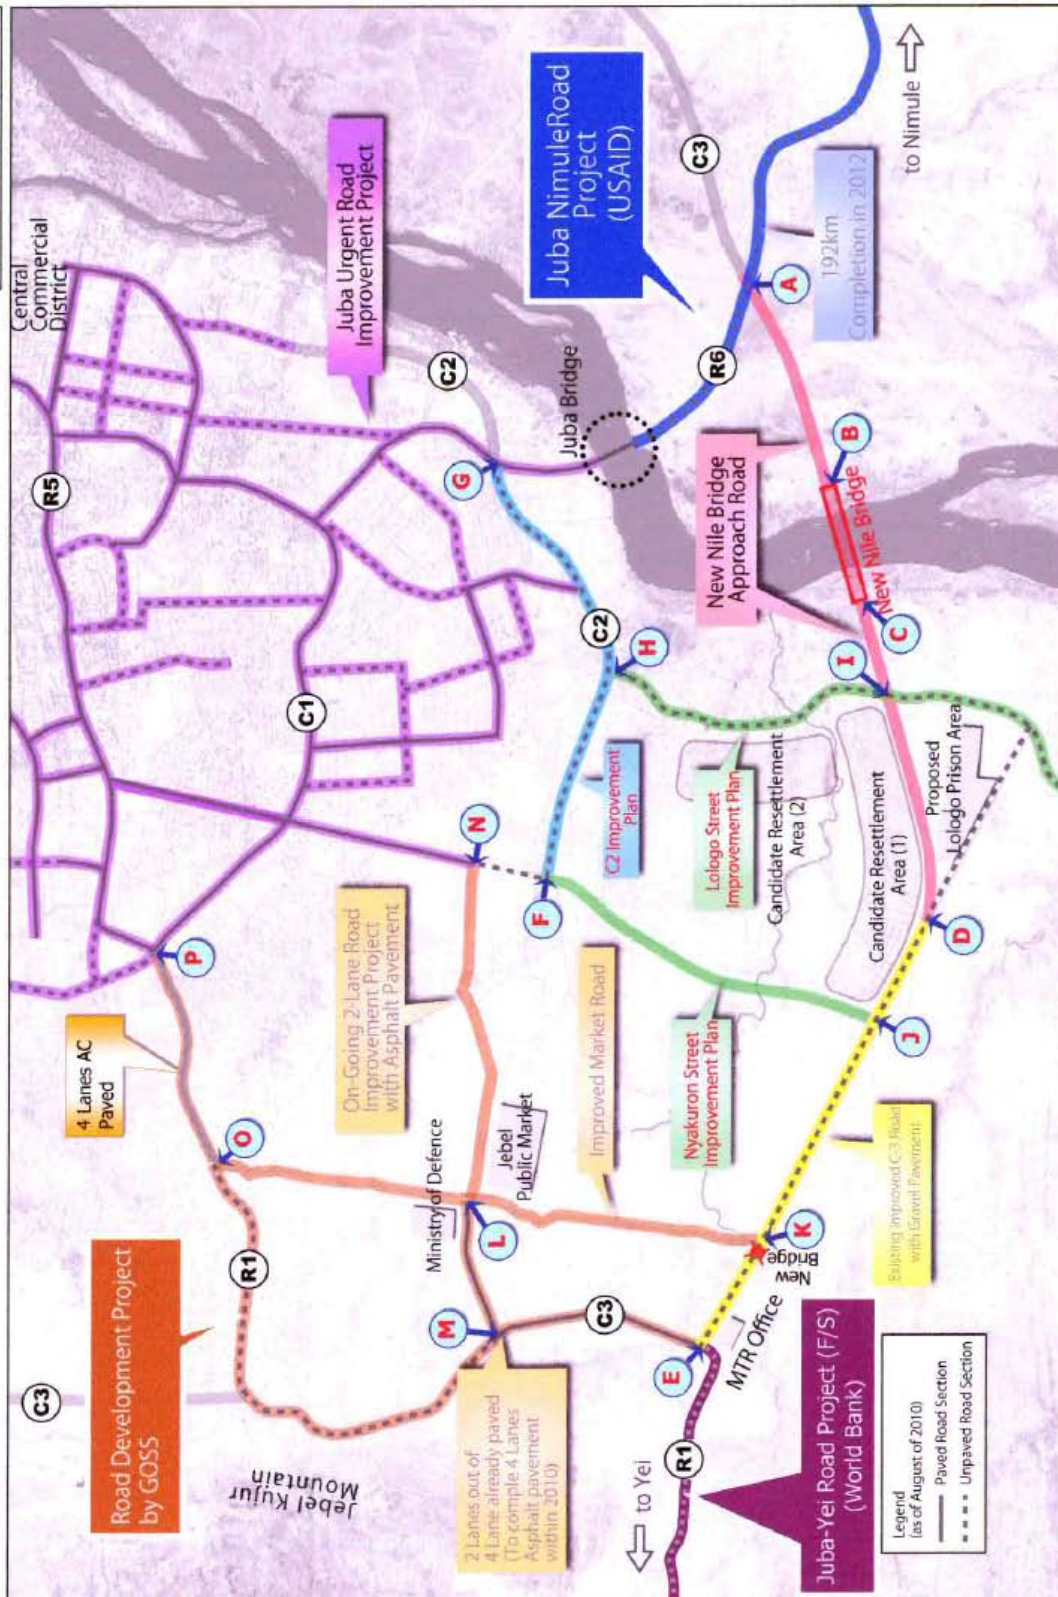 Central
Commercial
District
Juba Urgent Road
Improvement Project
Juba NimuleRoad
Project
(USAID)
to Nimule
192km
Completion in 2012
C3
A
R6
Juba Bridge
C2
G
R5
C1
C2
H
New Nile Bridge
Approach Road
B
New Nile Bridge
C
I
Proposed
Lologo Prison Area
Candidate Resettlement
Area (1)
Candidate Resettlement
Area (2)
Lologo Street
Improvement Plan
C2 Improvement
Plan
N
F
D
J
Nyakuron Street
Improvement Plan
Improved Market Road
On-Going 2-Lane Road
Improvement Project
with Asphalt Pavement
P
4 Lanes AC
Paved
O
Ministry of Defence
Jebel
Public Market
L
K
New
Bridge
Existing Improved C-3 Road
with Gravel Pavement
MTR Office
E
C3
M
R1
Road Development Project
by GOSS
C3
Jebel Kujur
Mountain
2 Lanes out of
4 Lane already paved
(To comple 4 Lanes
Asphalt pavement
within 2010)
to Yei
R1
Juba-Yei Road Project (F/S)
(World Bank)
Legend
(as of August of 2010)
Paved Road Section
Unpaved Road Section